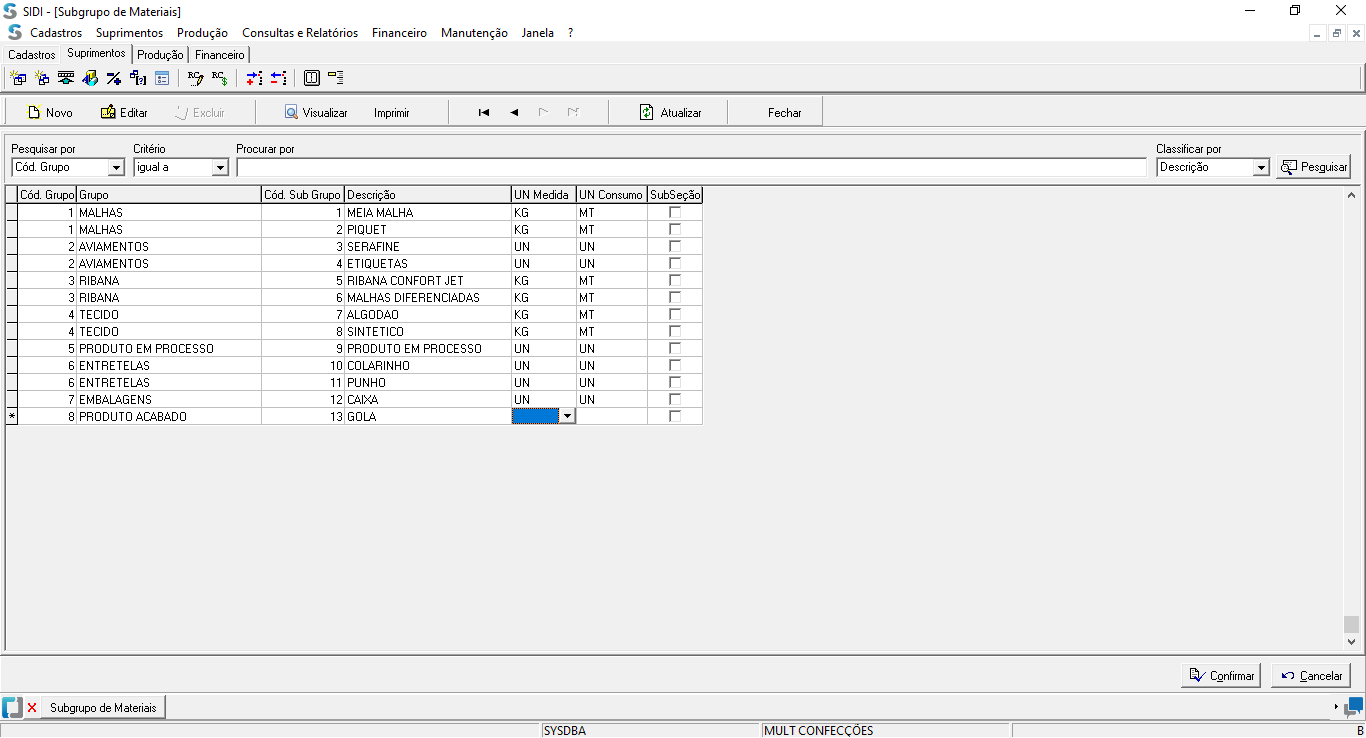 SIDI - [Subgrupo de Materiais]
Cadastros Suprimentos Produção Consultas e Relatórios Financeiro Manutenção Janela ?
Cadastros Suprimentos Produção Financeiro
Novo Editar Excluir Visualizar Imprimir Atualizar Fechar
Pesquisar por Critério Procurar por Classificar por
Cód. Grupo igual a Descrição Pesquisar
Cód. Grupo Grupo Cód. Sub Grupo Descrição UN Medida UN Consumo SubSeção
1 MALHAS 1 MEIA MALHA KG MT
1 MALHAS 2 PIQUET KG MT
2 AVIAMENTOS 3 SERAFINE UN UN
2 AVIAMENTOS 4 ETIQUETAS UN UN
3 RIBANA 5 RIBANA CONFORT JET KG MT
3 RIBANA 6 MALHAS DIFERENCIADAS KG MT
4 TECIDO 7 ALGODAO KG MT
4 TECIDO 8 SINTETICO KG MT
5 PRODUTO EM PROCESSO 9 PRODUTO EM PROCESSO UN UN
6 ENTRETELAS 10 COLARINHO UN UN
6 ENTRETELAS 11 PUNHO UN UN
7 EMBALAGENS 12 CAIXA UN UN
* 8 PRODUTO ACABADO 13 GOLA
Confirmar Cancelar
Subgrupo de Materiais
SYSDBA MULT CONFECÇÕES B